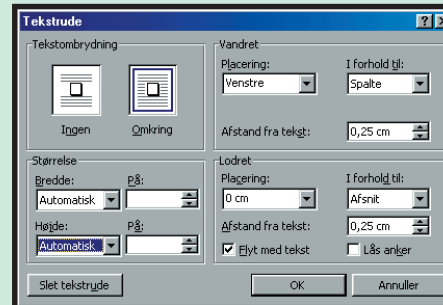 Tekstrude
Tekstombrydning
Ingen Omkring
Størrelse
Bredde: På:
Automatisk
Højde: På:
Automatisk
Vandret
Placering: I forhold til:
Venstre Spalte
Afstand fra tekst: 0,25 cm
Lodret
Placering: I forhold til:
0 cm Afsnit
Afstand fra tekst: 0,25 cm
Flyt med tekst Lås anker
Slet tekstrude OK Annuller